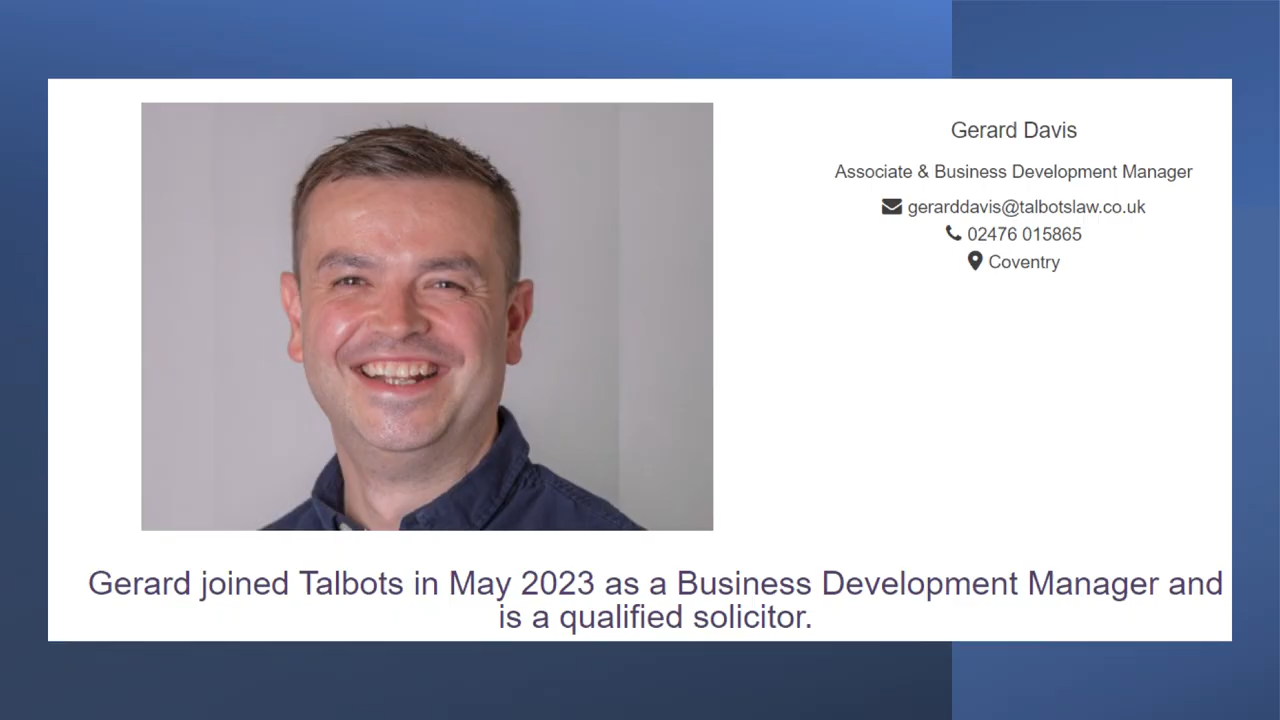 Gerard Davis
Associate & Business Development Manager
gerarddavis@talbotslaw.co.uk
02476 015865
Coventry
Gerard joined Talbots in May 2023 as a Business Development Manager and
is a qualified solicitor.